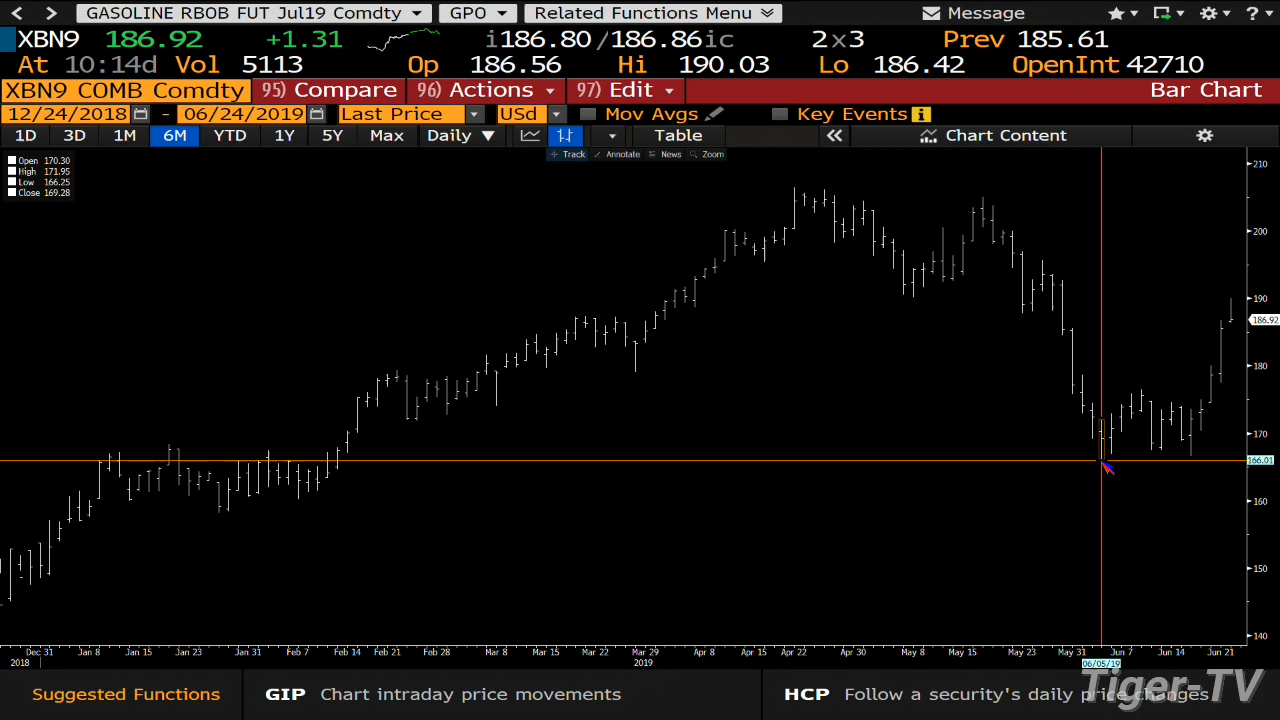 GASOLINE RBOB FUT Jul19 Comdty GPO Related Functions Menu Message ?
XBN9 186.92 +1.31 i186.80/186.86ic 2x3 Prev 185.61
At 10:14d Vol 5113 Op 186.56 Hi 190.03 Lo 186.42 OpenInt 42710
XBN9 COMB Comdty 95) Compare 96) Actions 97) Edit Bar Chart
12/24/2018 - 06/24/2019 Last Price USd Mov Avgs Key Events i
1D 3D 1M 6M YTD 1Y 5Y Max Daily Table Chart Content
Track Annotate News Zoom
Open 170.30
High 171.95
Low 166.25
Close 169.28
210
200
190
186.92
180
170
166.01
160
150
140
Dec 31 Jan 8 Jan 15 Jan 23 Jan 31 Feb 7 Feb 14 Feb 21 Feb 28 Mar 8 Mar 15 Mar 22 Mar 29 Apr 8 Apr 15 Apr 22 Apr 30 May 8 May 15 May 23 May 31 Jun 7 Jun 14 Jun 21
2018 2019 06/05/19
Suggested Functions GIP Chart intraday price movements HCP Follow a security's daily price changes
Tiger-TV